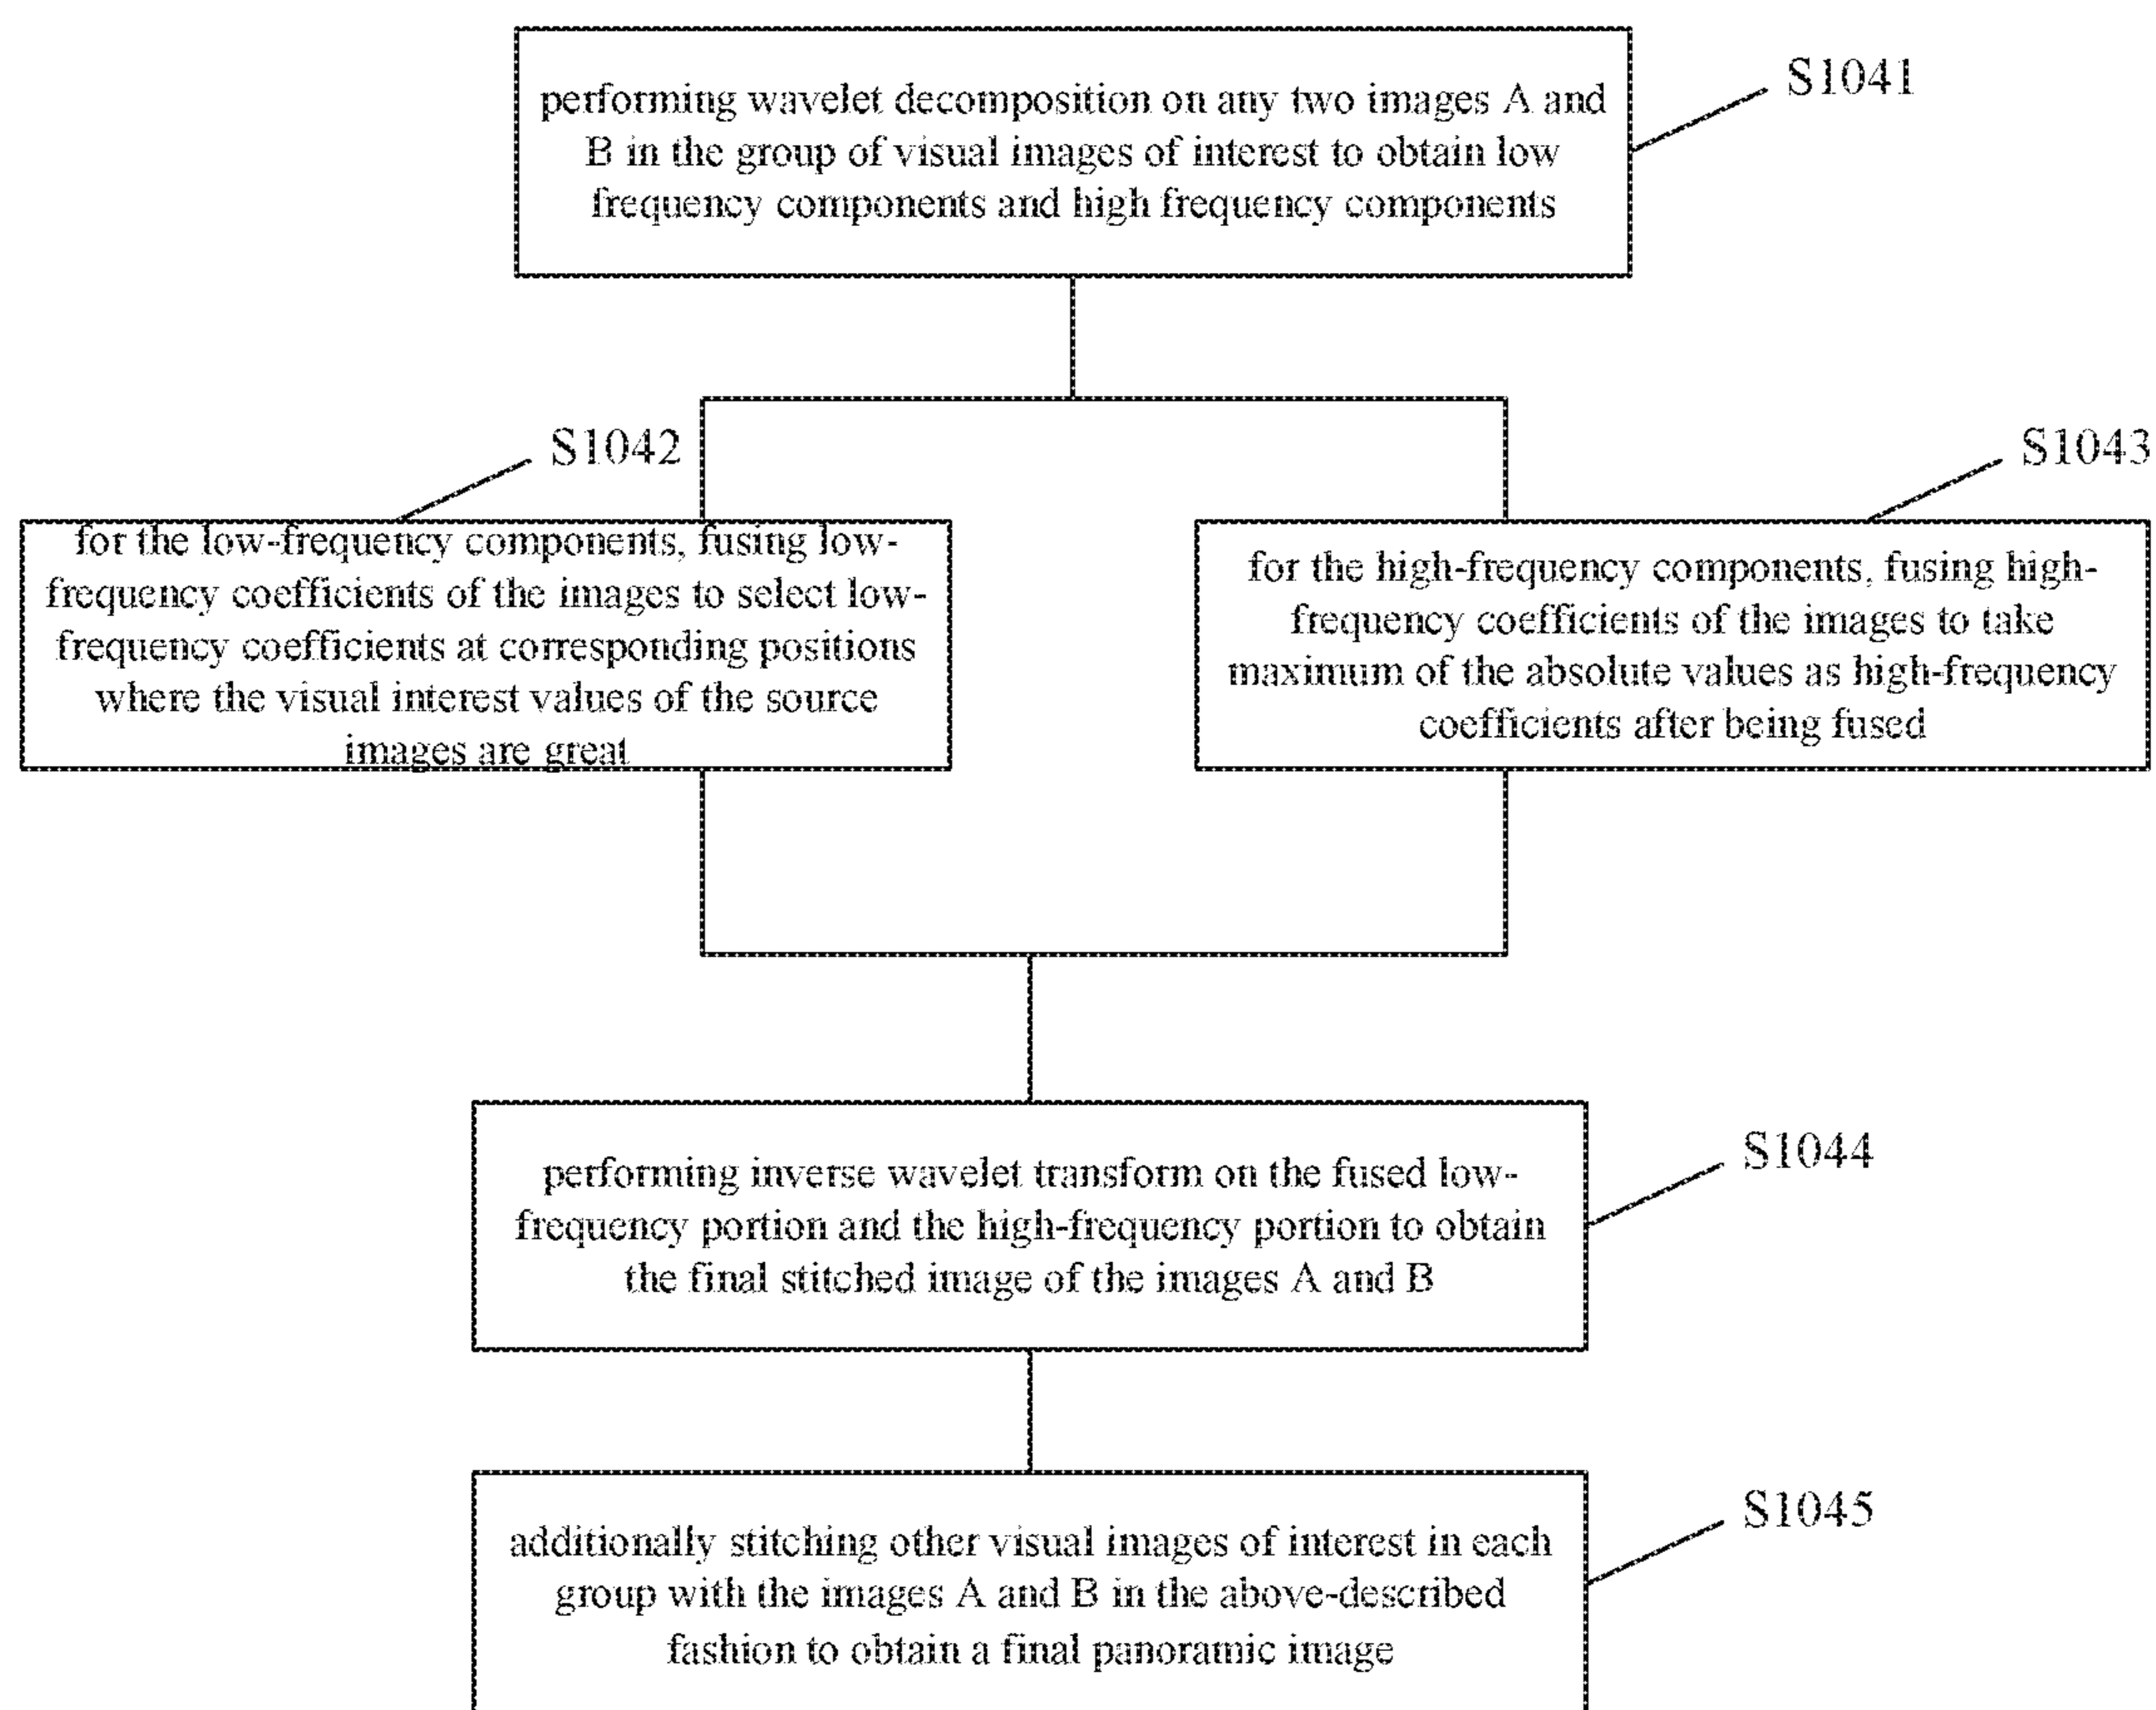 performing wavelet decomposition on any two images A and
B in the group of visual images of interest to obtain low
frequency components and high frequency components
S1041
S1042
for the low-frequency components, fusing low-
frequency coefficients of the images to select low-
frequency coefficients at corresponding positions
where the visual interest values of the source
images are great
S1043
for the high-frequency components, fusing high-
frequency coefficients of the images to take
maximum of the absolute values as high-frequency
coefficients after being fused
performing inverse wavelet transform on the fused low-
frequency portion and the high-frequency portion to obtain
the final stitched image of the images A and B
S1044
additionally stitching other visual images of interest in each
group with the images A and B in the above-described
fashion to obtain a final panoramic image
S1045